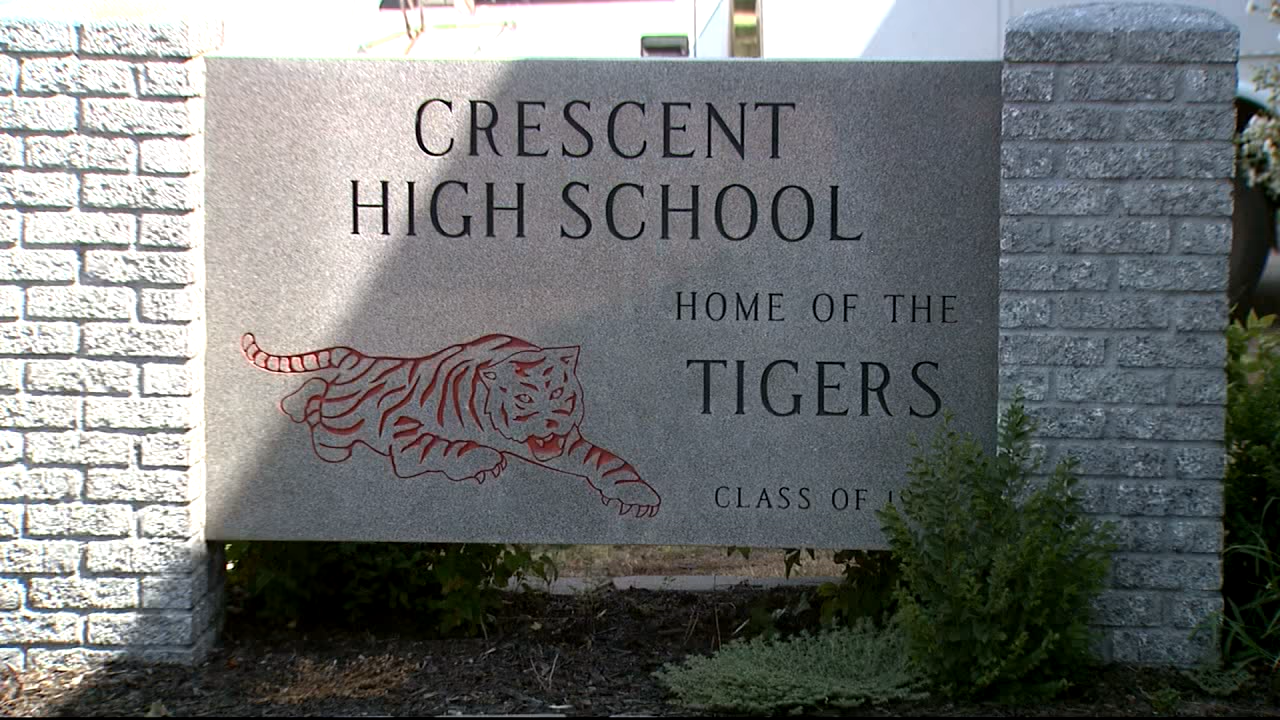 CRESCENT
HIGH SCHOOL
HOME OF THE
TIGERS
CLASS OF